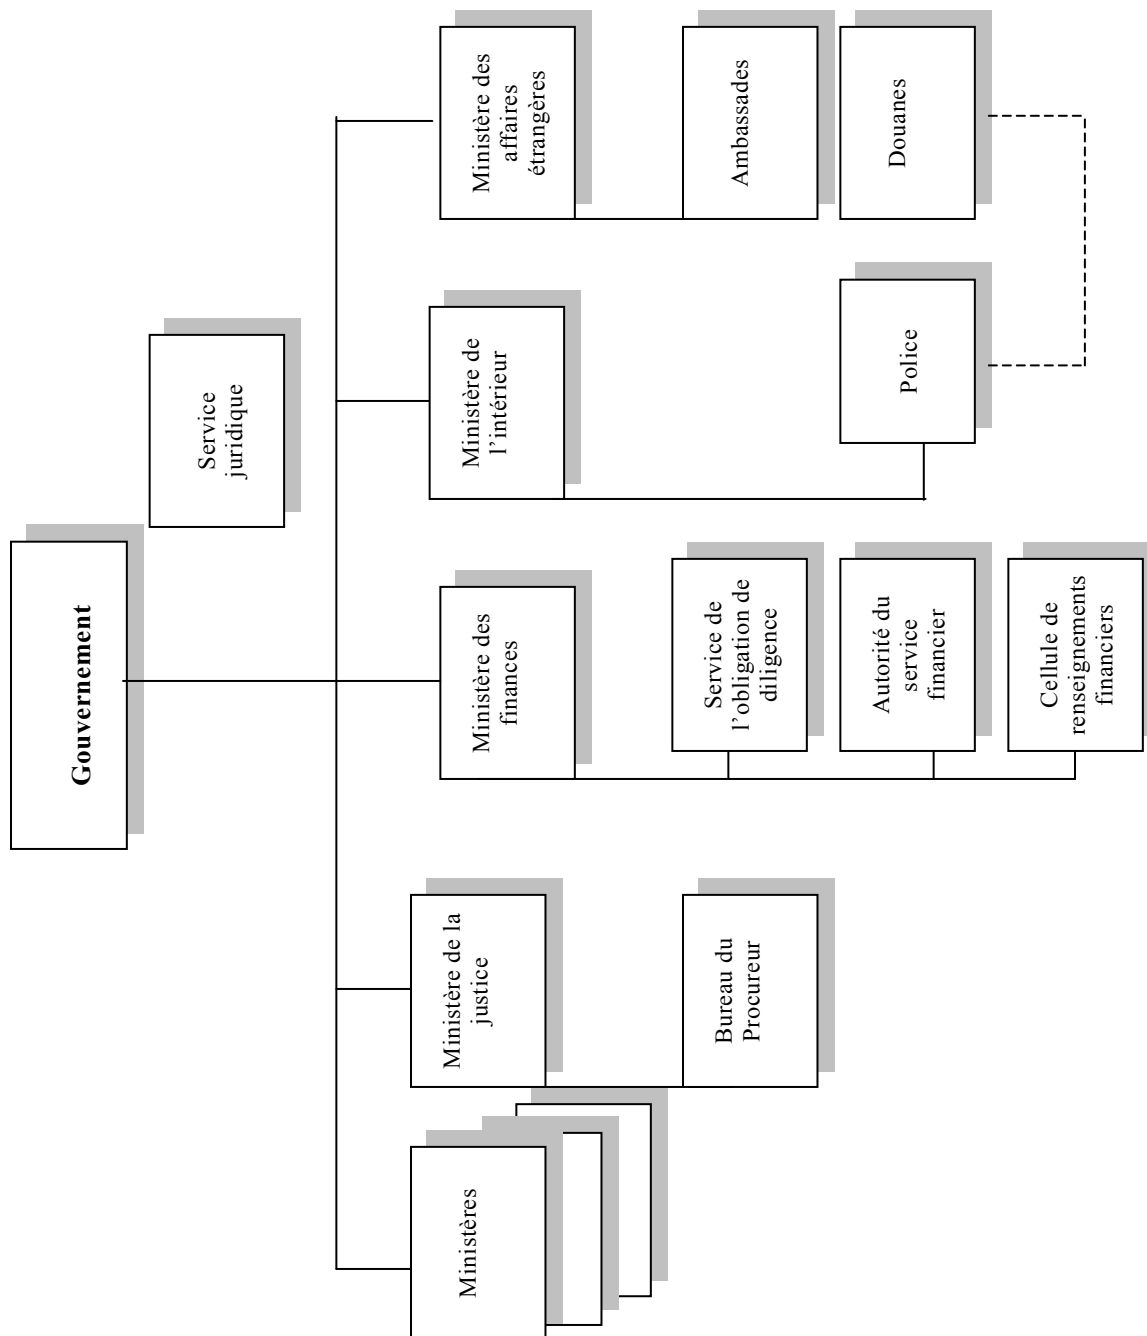 Gouvernement
Service
juridique
Ministères
Ministère de la
justice
Ministère des
finances
Ministère de
l’intérieur
Ministère des
affaires
étrangères
Bureau du
Procureur
Service de
l’obligation de
diligence
Ambassades
Autorité du
service
financier
Police
Douanes
Cellule de
renseignements
financiers